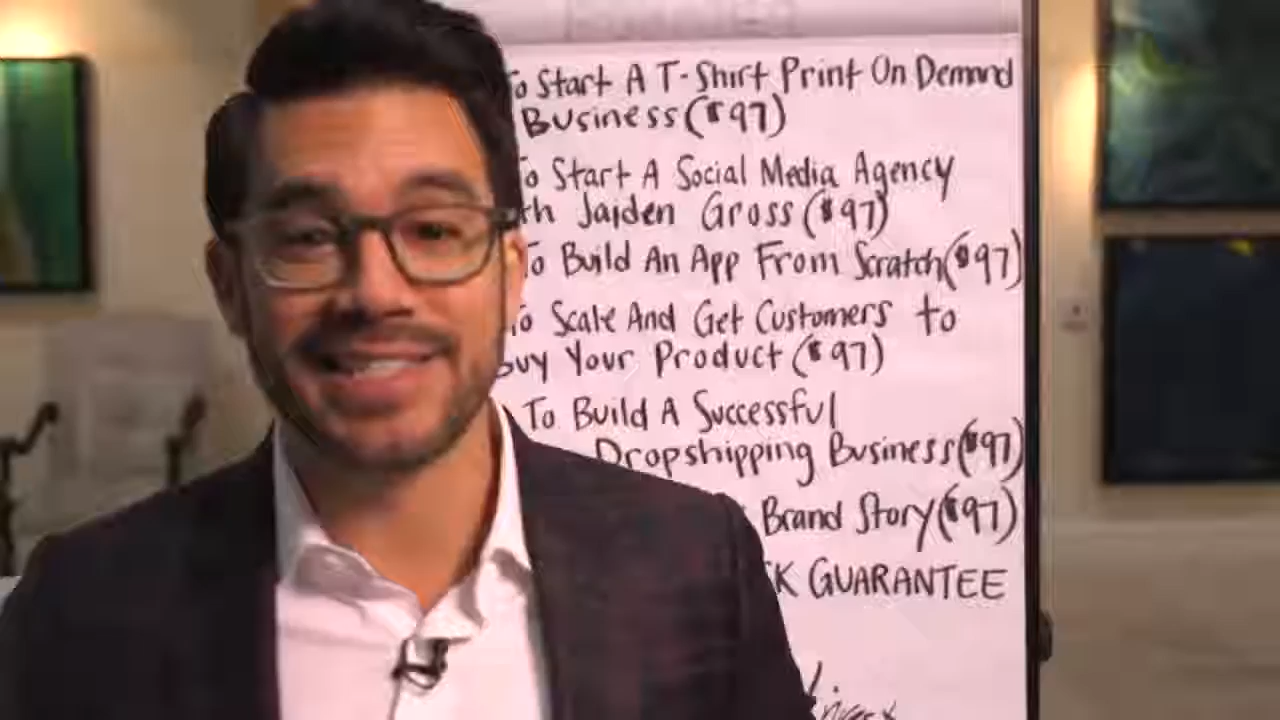 To Start A T-Shirt Print On Demand
Business ($97)
To Start A Social Media Agency
th Jaiden Gross ($97)
To Build An App From Scratch ($97)
To Scale And Get Customers to
Buy Your Product ($97)
To Build A Successful
Dropshipping Business ($97)
Brand Story ($97)
K GUARANTEE